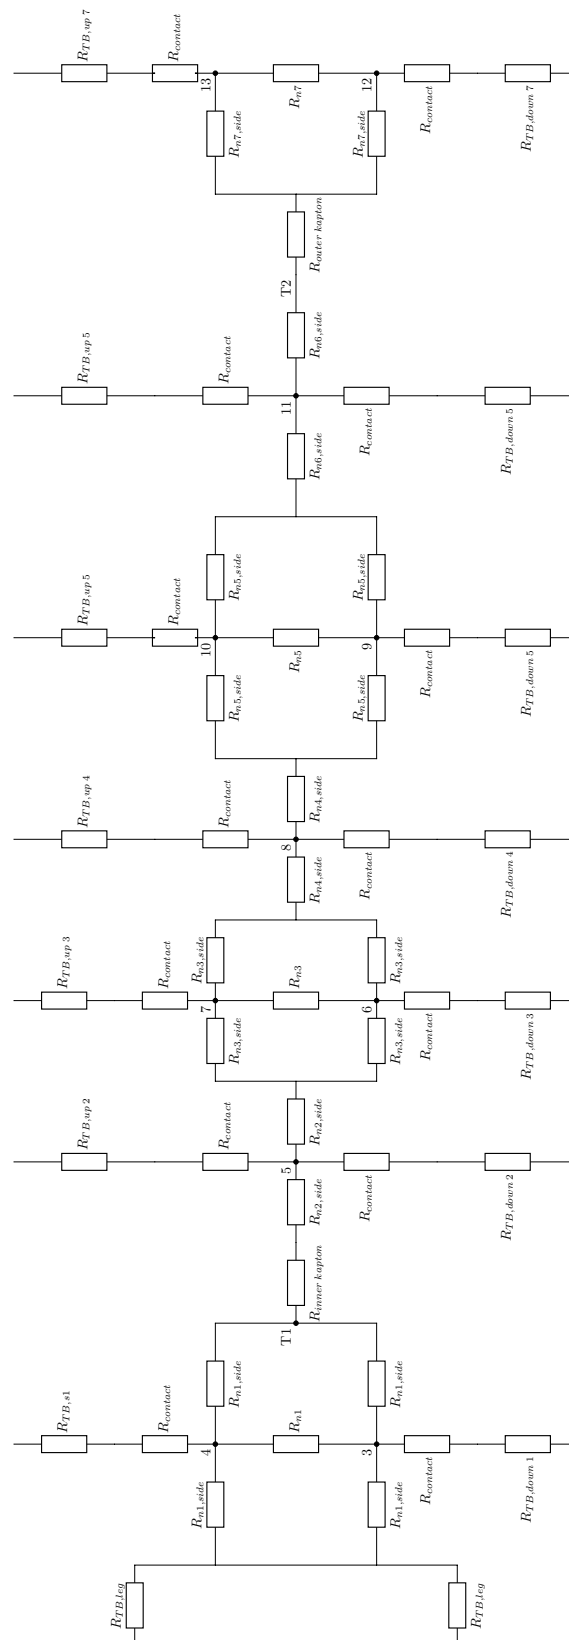 R_{TB,up 7}
R_{contact}
13
R_{n7}
12
R_{contact}
R_{TB,down 7}
R_{n7,side}
R_{n7,side}
R_{outer kapton}
T2
R_{n6,side}
R_{TB,up 5}
R_{contact}
11
R_{contact}
R_{TB,down 5}
R_{n6,side}
R_{n5,side}
R_{n5,side}
R_{TB,up 5}
R_{contact}
10
R_{n5}
9
R_{contact}
R_{TB,down 5}
R_{n5,side}
R_{n5,side}
R_{n4,side}
R_{TB,up 4}
R_{contact}
8
R_{contact}
R_{TB,down 4}
R_{n4,side}
R_{n3,side}
R_{n3,side}
R_{TB,up 3}
R_{contact}
7
R_{n3}
6
R_{contact}
R_{TB,down 3}
R_{n3,side}
R_{n3,side}
R_{n2,side}
R_{TB,up 2}
R_{contact}
5
R_{contact}
R_{TB,down 2}
R_{n2,side}
R_{inner kapton}
T1
R_{n1,side}
R_{n1,side}
R_{TB,s1}
R_{contact}
4
R_{n1}
3
R_{contact}
R_{TB,down 1}
R_{n1,side}
R_{n1,side}
R_{TB,leg}
R_{TB,leg}